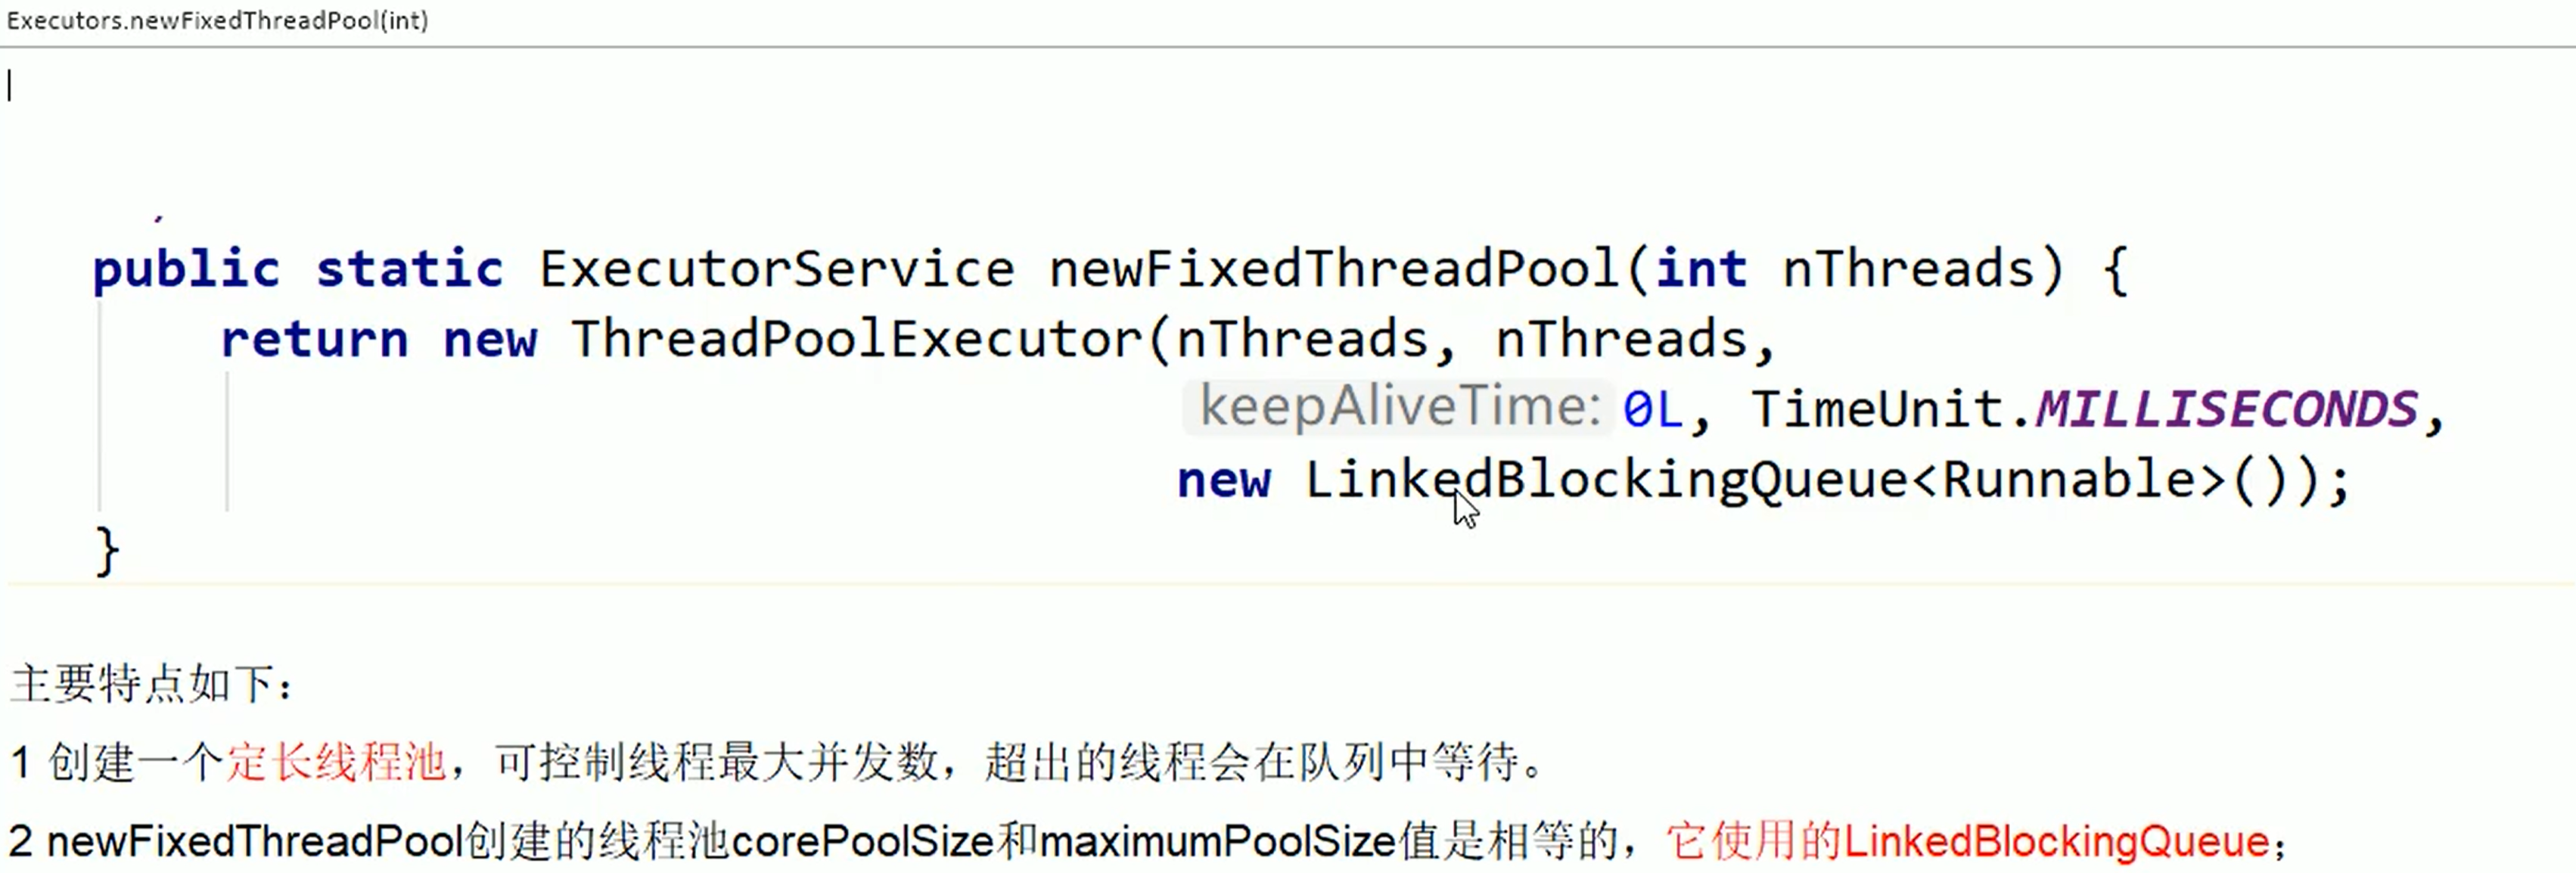 Executors.newFixedThreadPool(int)
public static ExecutorService newFixedThreadPool(int nThreads) {
return new ThreadPoolExecutor(nThreads, nThreads,
keepAliveTime: 0L, TimeUnit.MILLISECONDS,
new LinkedBlockingQueue<Runnable>());
}
主要特点如下：
1 创建一个定长线程池，可控制线程最大并发数，超出的线程会在队列中等待。
2 newFixedThreadPool创建的线程池corePoolSize和maximumPoolSize值是相等的，它使用的LinkedBlockingQueue；